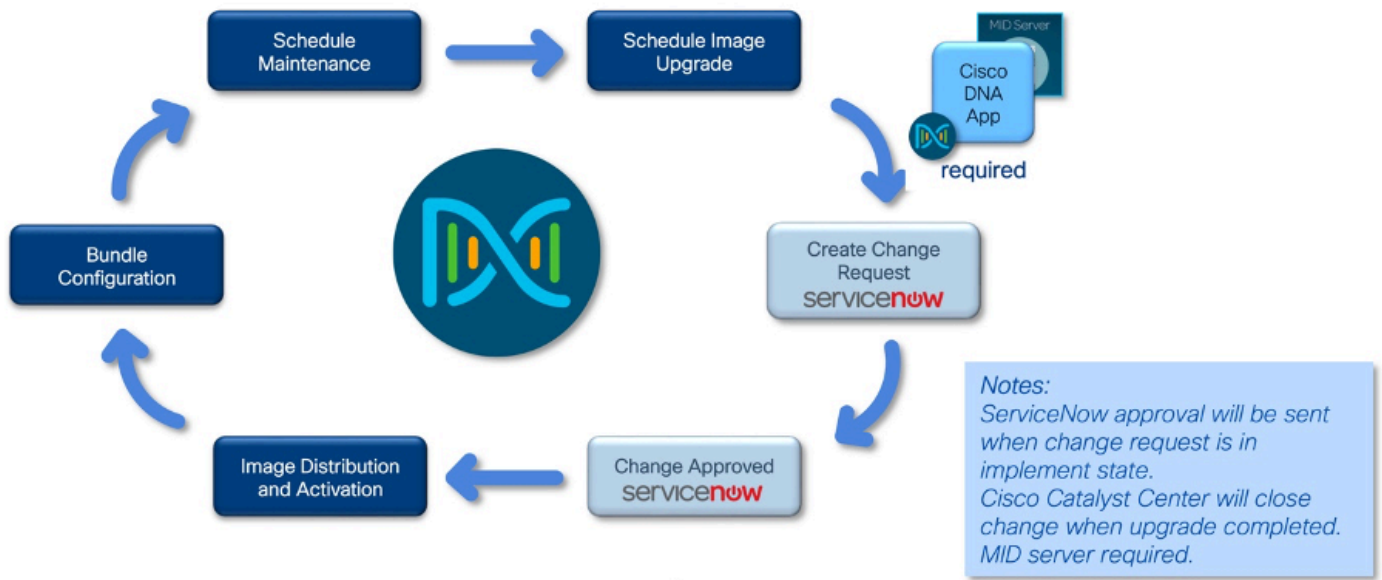 Schedule
Maintenance
Schedule Image
Upgrade
MID Server
Cisco
DNA
App
required
Bundle
Configuration
Create Change
Request
servicenow
Notes:
ServiceNow approval will be sent
when change request is in
implement state.
Cisco Catalyst Center will close
change when upgrade completed.
MID server required.
Image Distribution
and Activation
Change Approved
servicenow